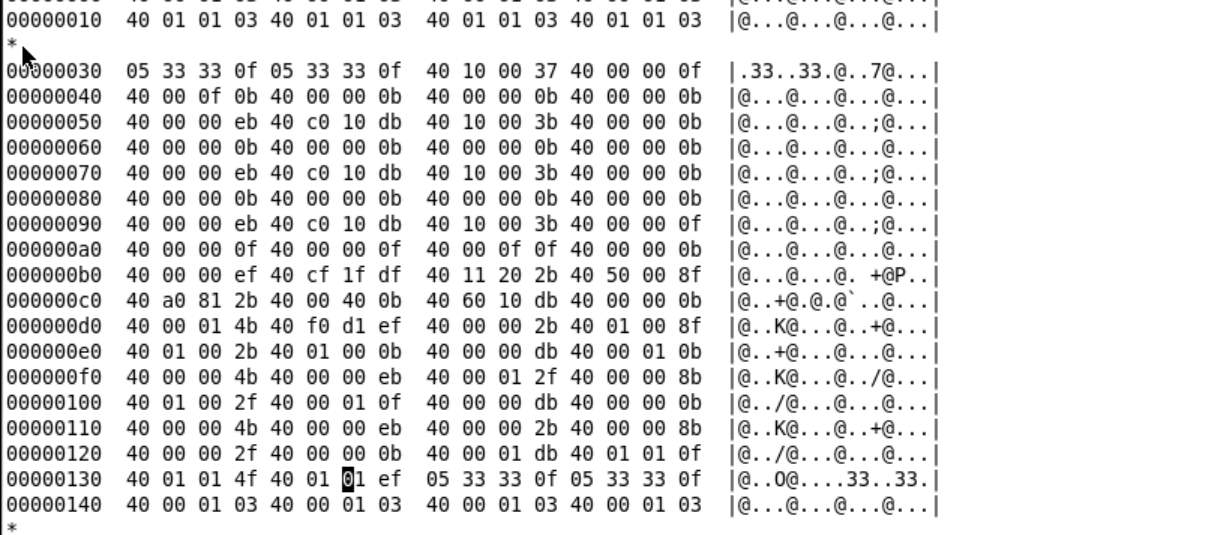 00000010  40 01 01 03 40 01 01 03  40 01 01 03 40 01 01 03  |@...@...@...@...|
*
00000030  05 33 33 0f 05 33 33 0f  40 10 00 37 40 00 00 0f  |.33..33.@..7@...|
00000040  40 00 0f 0b 40 00 00 0b  40 00 00 0b 40 00 00 0b  |@...@...@...@...|
00000050  40 00 00 eb 40 c0 10 db  40 10 00 3b 40 00 00 0b  |@...@...@..;@...|
00000060  40 00 00 0b 40 00 00 0b  40 00 00 0b 40 00 00 0b  |@...@...@...@...|
00000070  40 00 00 eb 40 c0 10 db  40 10 00 3b 40 00 00 0b  |@...@...@..;@...|
00000080  40 00 00 0b 40 00 00 0b  40 00 00 0b 40 00 00 0b  |@...@...@...@...|
00000090  40 00 00 eb 40 c0 10 db  40 10 00 3b 40 00 00 0f  |@...@...@..;@...|
000000a0  40 00 00 0f 40 00 00 0f  40 00 0f 0f 40 00 00 0b  |@...@...@...@...|
000000b0  40 00 00 ef 40 cf 1f df  40 11 20 2b 40 50 00 8f  |@...@...@. +@P..|
000000c0  40 a0 81 2b 40 00 40 0b  40 60 10 db 40 00 00 0b  |@..+@.@.@`..@...|
000000d0  40 00 01 4b 40 f0 d1 ef  40 00 00 2b 40 01 00 8f  |@..K@...@..+@...|
000000e0  40 01 00 2b 40 01 00 0b  40 00 00 db 40 00 01 0b  |@..+@...@...@...|
000000f0  40 00 00 4b 40 00 00 eb  40 00 01 2f 40 00 00 8b  |@..K@...@../@...|
00000100  40 01 00 2f 40 00 01 0f  40 00 00 db 40 00 00 0b  |@../@...@...@...|
00000110  40 00 00 4b 40 00 00 eb  40 00 00 2b 40 00 00 8b  |@..K@...@..+@...|
00000120  40 00 00 2f 40 00 00 0b  40 00 01 db 40 01 01 0f  |@../@...@...@...|
00000130  40 01 01 4f 40 01 01 ef  05 33 33 0f 05 33 33 0f  |@..O@....33..33.|
00000140  40 00 01 03 40 00 01 03  40 00 01 03 40 00 01 03  |@...@...@...@...|
*